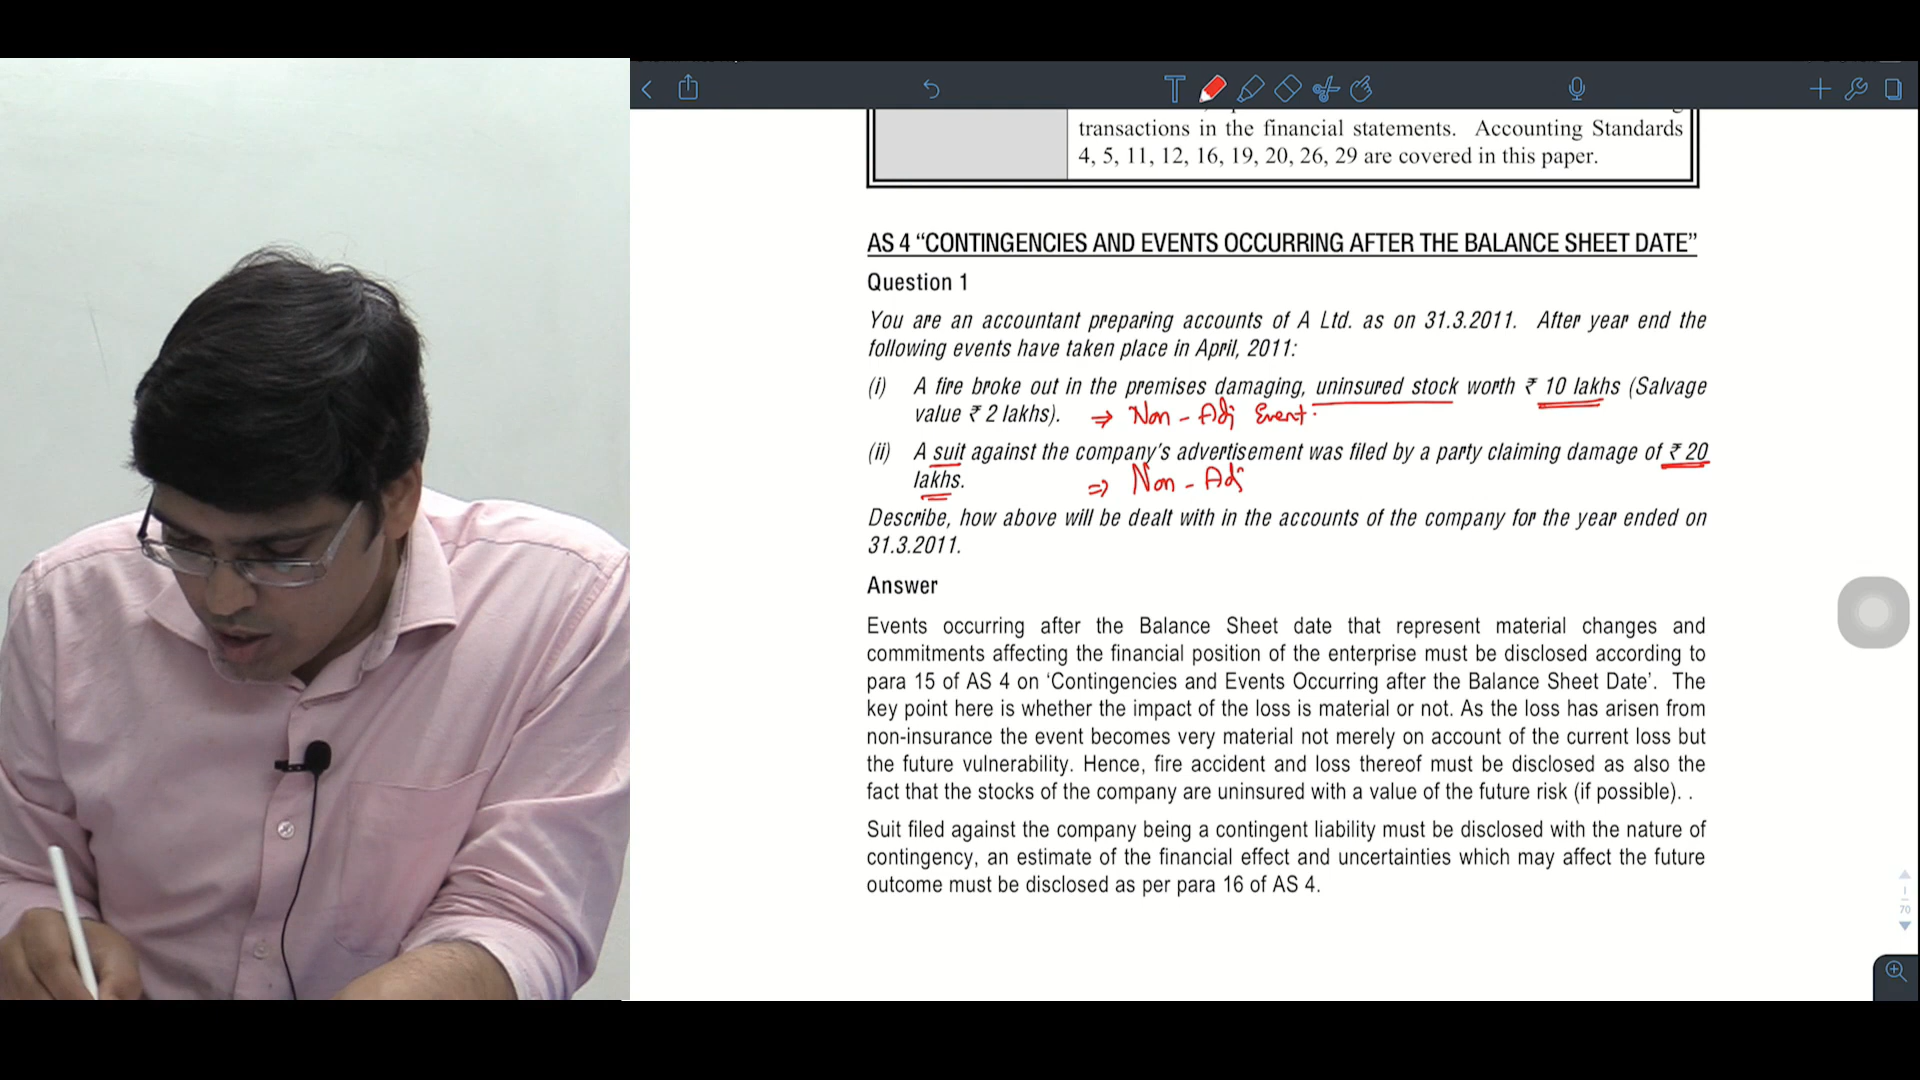 transactions in the financial statements. Accounting Standards
4, 5, 11, 12, 16, 19, 20, 26, 29 are covered in this paper.
AS 4 “CONTINGENCIES AND EVENTS OCCURRING AFTER THE BALANCE SHEET DATE”
Question 1
You are an accountant preparing accounts of A Ltd. as on 31.3.2011. After year end the
following events have taken place in April, 2011:
(i) A fire broke out in the premises damaging, uninsured stock worth ₹ 10 lakhs (Salvage
value ₹ 2 lakhs). ⇒ Non - Adj Event.
(ii) A suit against the company's advertisement was filed by a party claiming damage of ₹ 20
lakhs. ⇒ Non - Adj
Describe, how above will be dealt with in the accounts of the company for the year ended on
31.3.2011.
Answer
Events occurring after the Balance Sheet date that represent material changes and
commitments affecting the financial position of the enterprise must be disclosed according to
para 15 of AS 4 on ‘Contingencies and Events Occurring after the Balance Sheet Date’. The
key point here is whether the impact of the loss is material or not. As the loss has arisen from
non-insurance the event becomes very material not merely on account of the current loss but
the future vulnerability. Hence, fire accident and loss thereof must be disclosed as also the
fact that the stocks of the company are uninsured with a value of the future risk (if possible). .
Suit filed against the company being a contingent liability must be disclosed with the nature of
contingency, an estimate of the financial effect and uncertainties which may affect the future
outcome must be disclosed as per para 16 of AS 4.
1
70